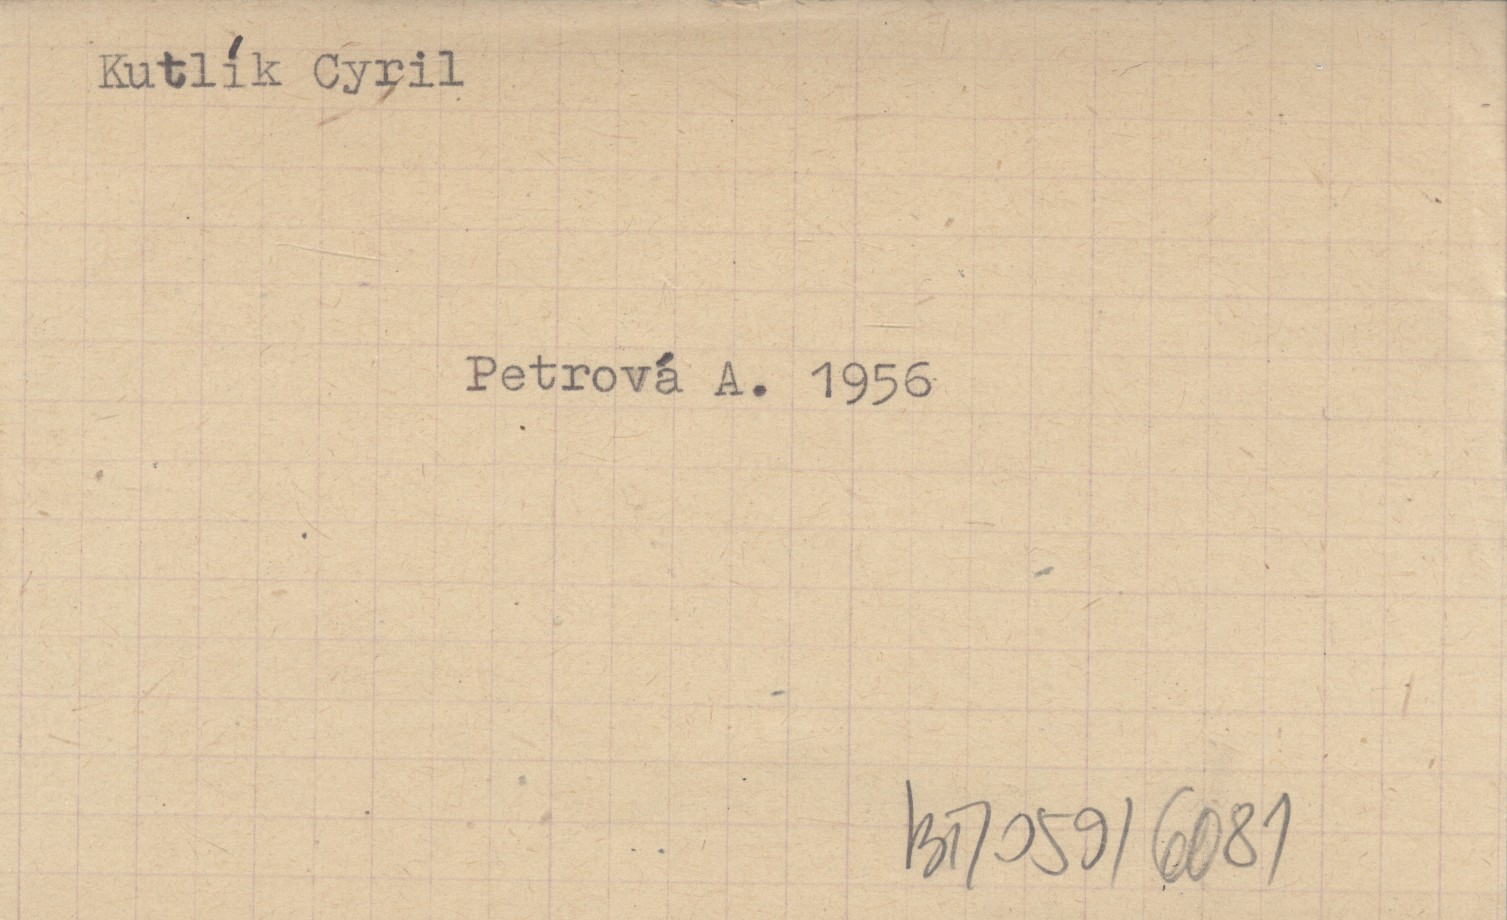 Kutlík Cyril
Petrová A. 1956